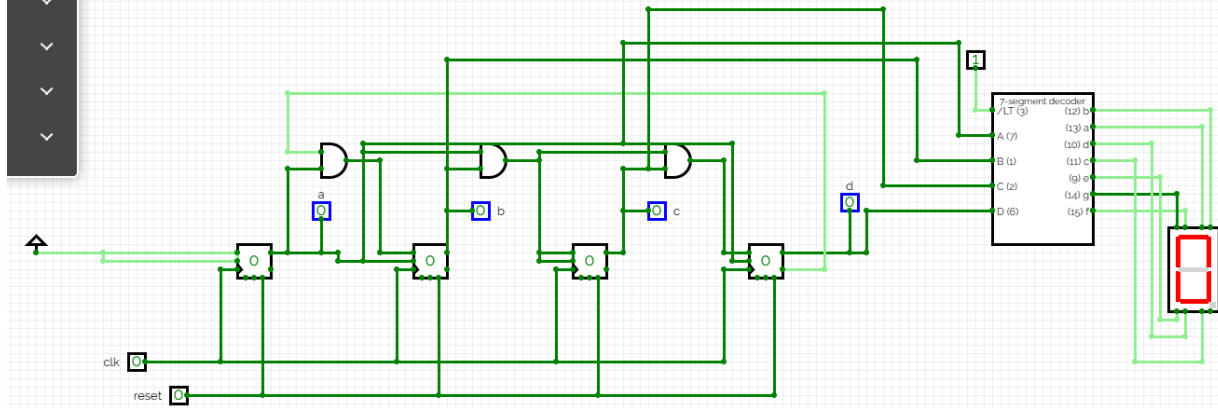 1
7-segment decoder
/LT (3)
(12) b
(13) a
A (7)
(10) d
B (1)
(11) c
(9) e
C (2)
(14) g
D (6)
(15) f
a
0
0
b
0
c
d
0
0
0
0
0
clk
0
reset
0